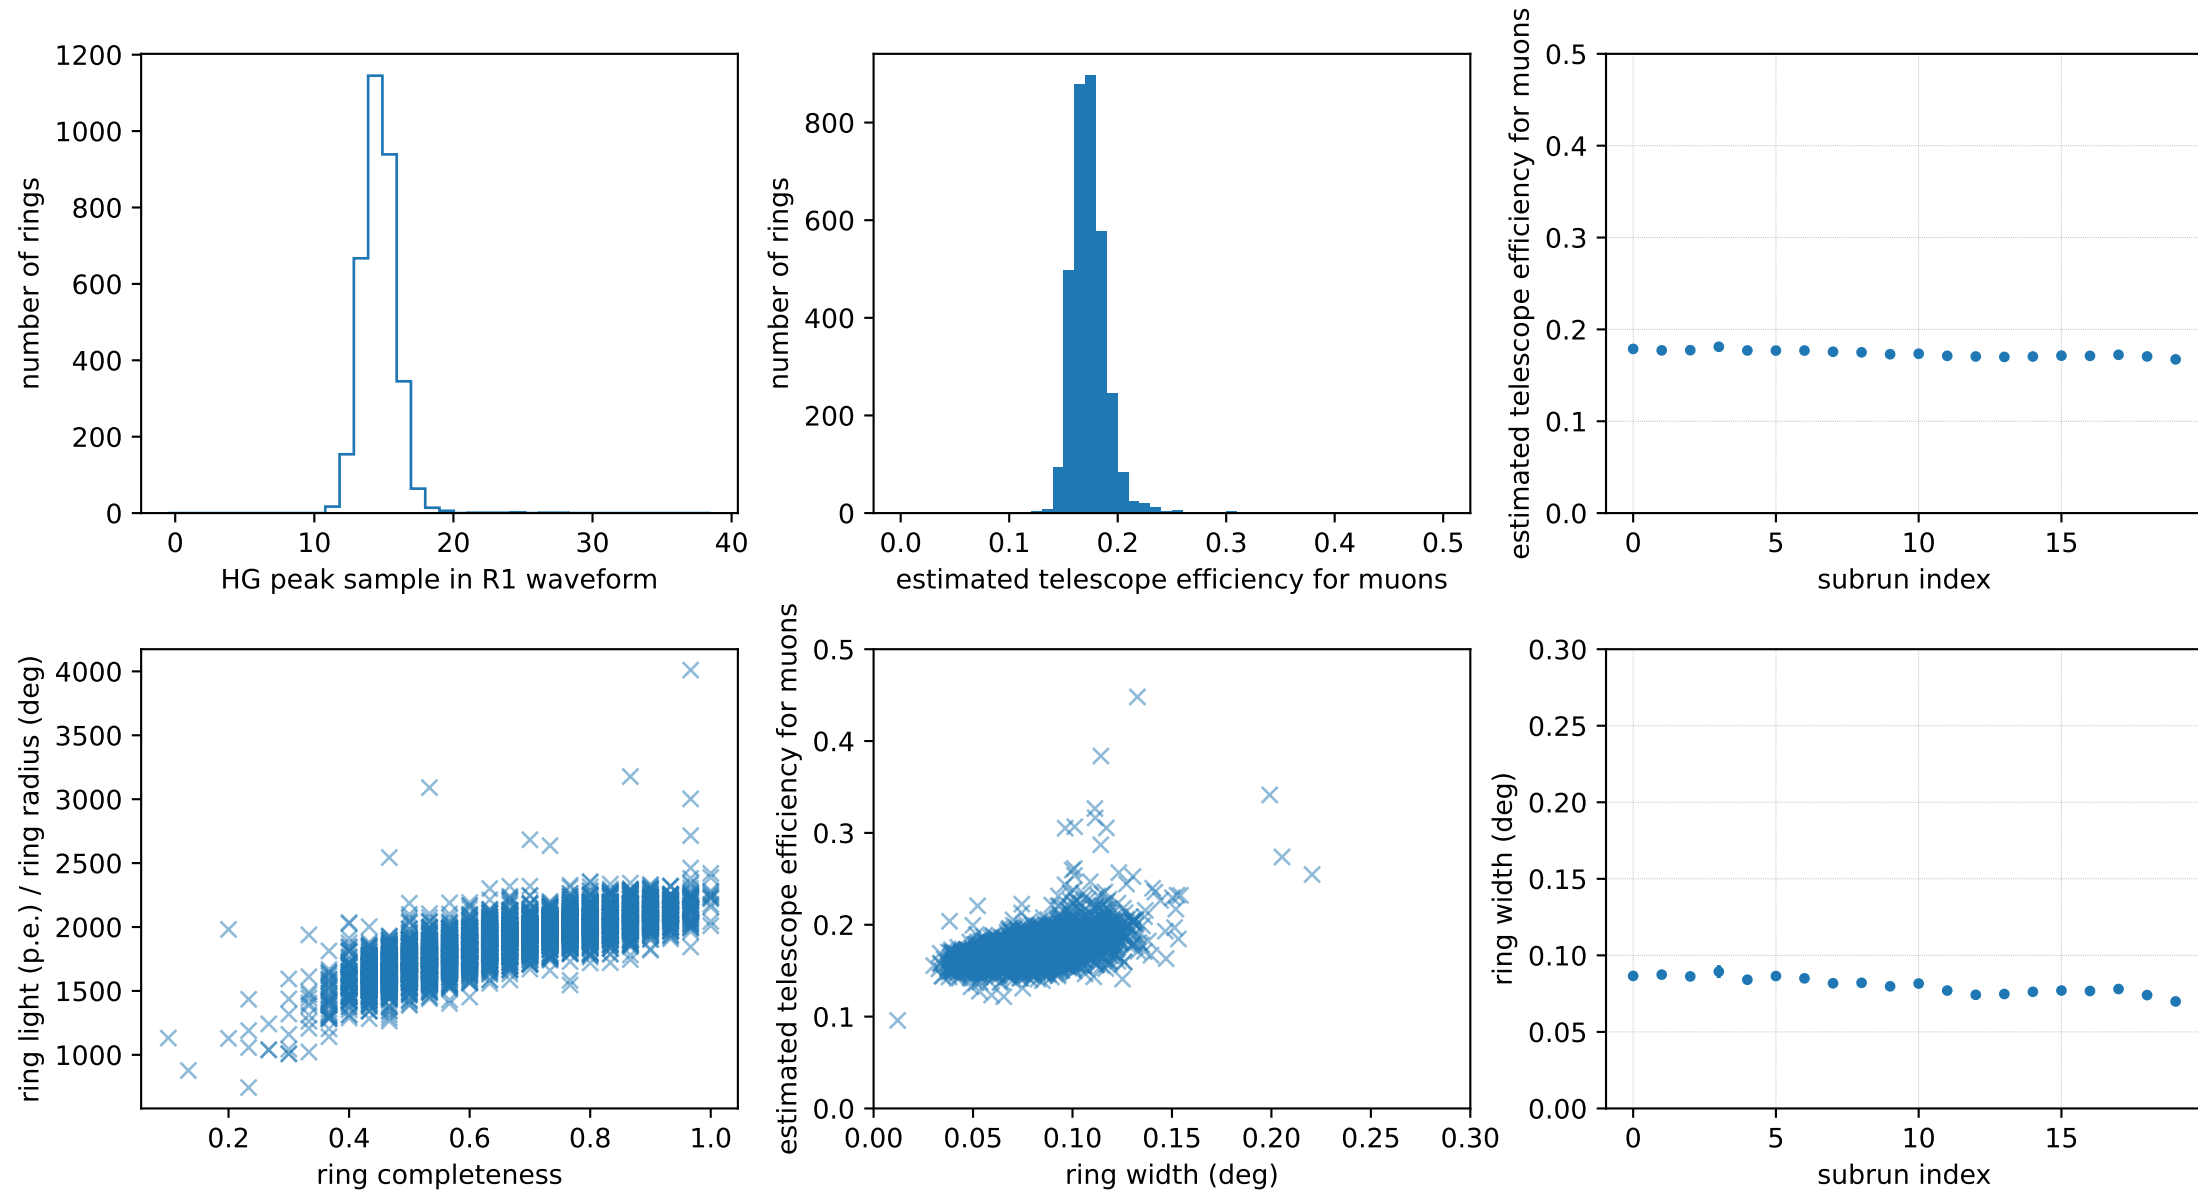 1200
1000
800
600
400
200
0
number of rings
0 10 20 30 40
HG peak sample in R1 waveform
800
600
400
200
0
number of rings
0.0 0.1 0.2 0.3 0.4 0.5
estimated telescope efficiency for muons
0.5
0.4
0.3
0.2
0.1
0.0
estimated telescope efficiency for muons
0 5 10 15
subrun index
4000
3500
3000
2500
2000
1500
1000
ring light (p.e.) / ring radius (deg)
0.2 0.4 0.6 0.8 1.0
ring completeness
0.5
0.4
0.3
0.2
0.1
0.0
estimated telescope efficiency for muons
0.00 0.05 0.10 0.15 0.20 0.25 0.30
ring width (deg)
0.30
0.25
0.20
0.15
0.10
0.05
0.00
ring width (deg)
0 5 10 15
subrun index